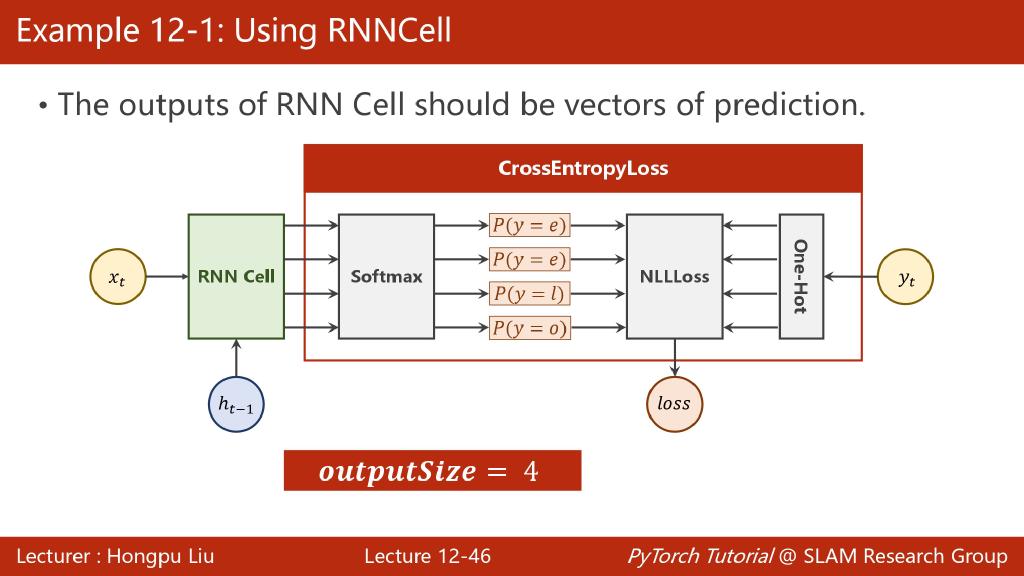 Example 12-1: Using RNNCell
• The outputs of RNN Cell should be vectors of prediction.
CrossEntropyLoss
x_t
RNN Cell
Softmax
P(y = e)
P(y = e)
P(y = l)
P(y = o)
NLLLoss
One-Hot
y_t
h_{t−1}
loss
outputSize = 4
Lecturer : Hongpu Liu
Lecture 12-46
PyTorch Tutorial @ SLAM Research Group